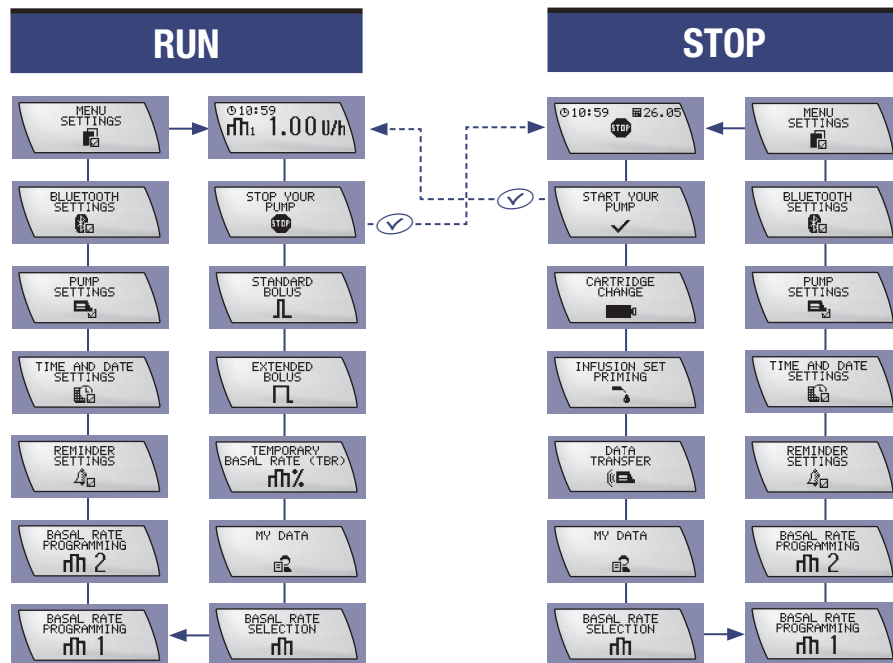 RUN
STOP
MENU
SETTINGS
10:59
1 1.00 U/h
BLUETOOTH
SETTINGS
STOP YOUR
PUMP
STOP
PUMP
SETTINGS
STANDARD
BOLUS
TIME AND DATE
SETTINGS
EXTENDED
BOLUS
REMINDER
SETTINGS
TEMPORARY
BASAL RATE (TBR)
%
BASAL RATE
PROGRAMMING
2
MY DATA
BASAL RATE
PROGRAMMING
1
BASAL RATE
SELECTION
10:59 26.05
STOP
MENU
SETTINGS
START YOUR
PUMP
BLUETOOTH
SETTINGS
CARTRIDGE
CHANGE
PUMP
SETTINGS
INFUSION SET
PRIMING
TIME AND DATE
SETTINGS
DATA
TRANSFER
REMINDER
SETTINGS
MY DATA
BASAL RATE
PROGRAMMING
2
BASAL RATE
SELECTION
BASAL RATE
PROGRAMMING
1